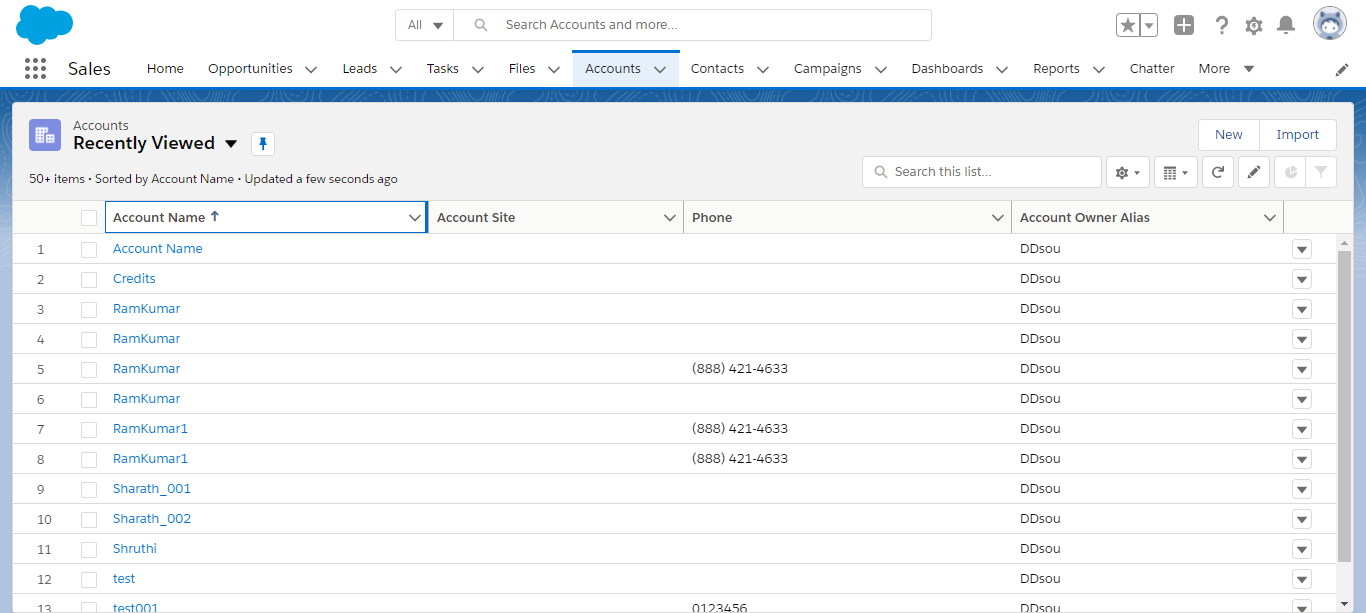 All Search Accounts and more...
Sales Home Opportunities Leads Tasks Files Accounts Contacts Campaigns Dashboards Reports Chatter More
Accounts
Recently Viewed
New Import
50+ items • Sorted by Account Name • Updated a few seconds ago
Search this list...
Account Name Account Site Phone Account Owner Alias
1 Account Name DDsou
2 Credits DDsou
3 RamKumar DDsou
4 RamKumar DDsou
5 RamKumar (888) 421-4633 DDsou
6 RamKumar DDsou
7 RamKumar1 (888) 421-4633 DDsou
8 RamKumar1 (888) 421-4633 DDsou
9 Sharath_001 DDsou
10 Sharath_002 DDsou
11 Shruthi DDsou
12 test DDsou
13 test001 0123456 DDsou